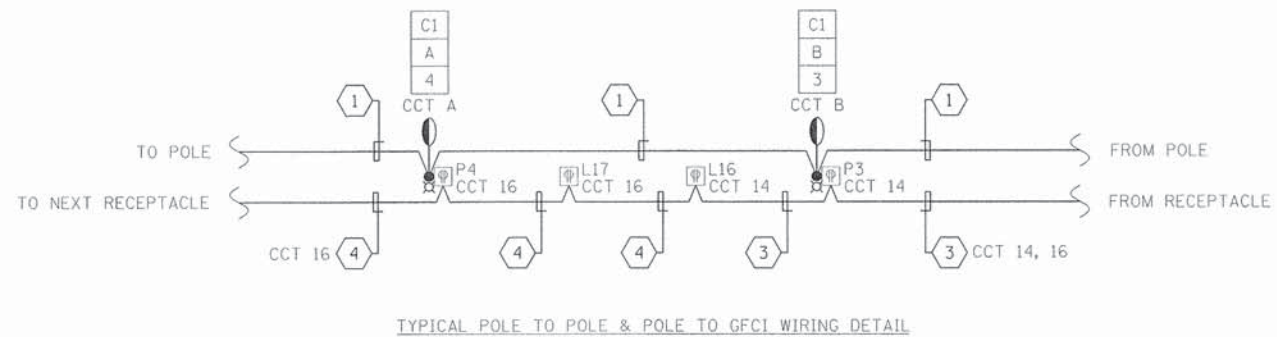 C1
A
4
CCT A
C1
B
3
CCT B
1
1
1
TO POLE
FROM POLE
P4
CCT 16
L17
CCT 16
L16
CCT 14
P3
CCT 14
TO NEXT RECEPTACLE
FROM RECEPTACLE
CCT 16
4
4
4
3
3
CCT 14, 16
TYPICAL POLE TO POLE & POLE TO GFCI WIRING DETAIL